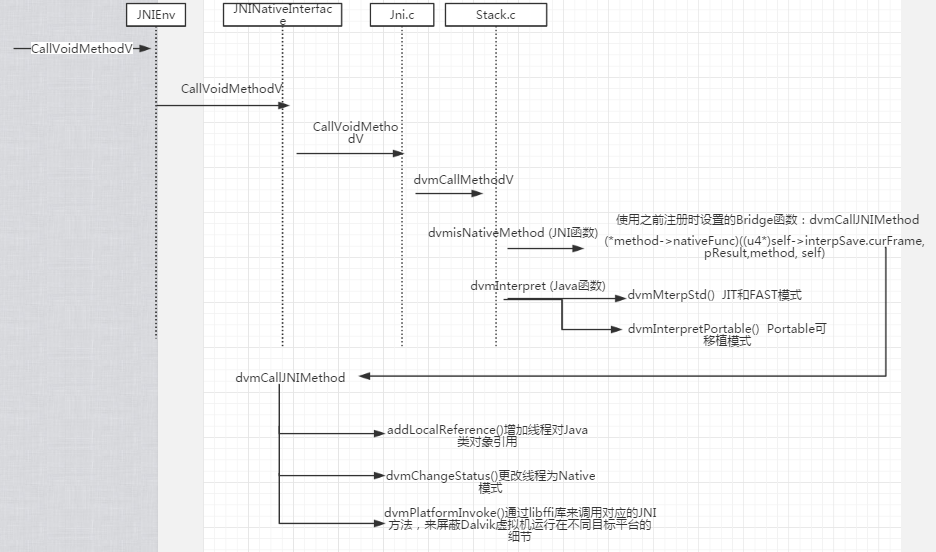 JNIEnv
JNINativeInterfac
e
Jni.c
Stack.c
CallVoidMethodV
CallVoidMethodV
CallVoidMetho
dV
dvmCallMethodV
使用之前注册时设置的Bridge函数：dvmCallJNIMethod
dvmisNativeMethod (JNI函数)
(*method->nativeFunc)((u4*)self->interpSave.curFrame,
pResult,method, self)
dvmInterpret (Java函数)
dvmMterpStd()  JIT和FAST模式
dvmInterpretPortable()  Portable可
移植模式
dvmCallJNIMethod
addLocalReference()增加线程对Java
类对象引用
dvmChangeStatus()更改线程为Native
模式
dvmPlatformInvoke()通过libffi库来调用对应的JNI
方法，来屏蔽Dalvik虚拟机运行在不同目标平台的
细节